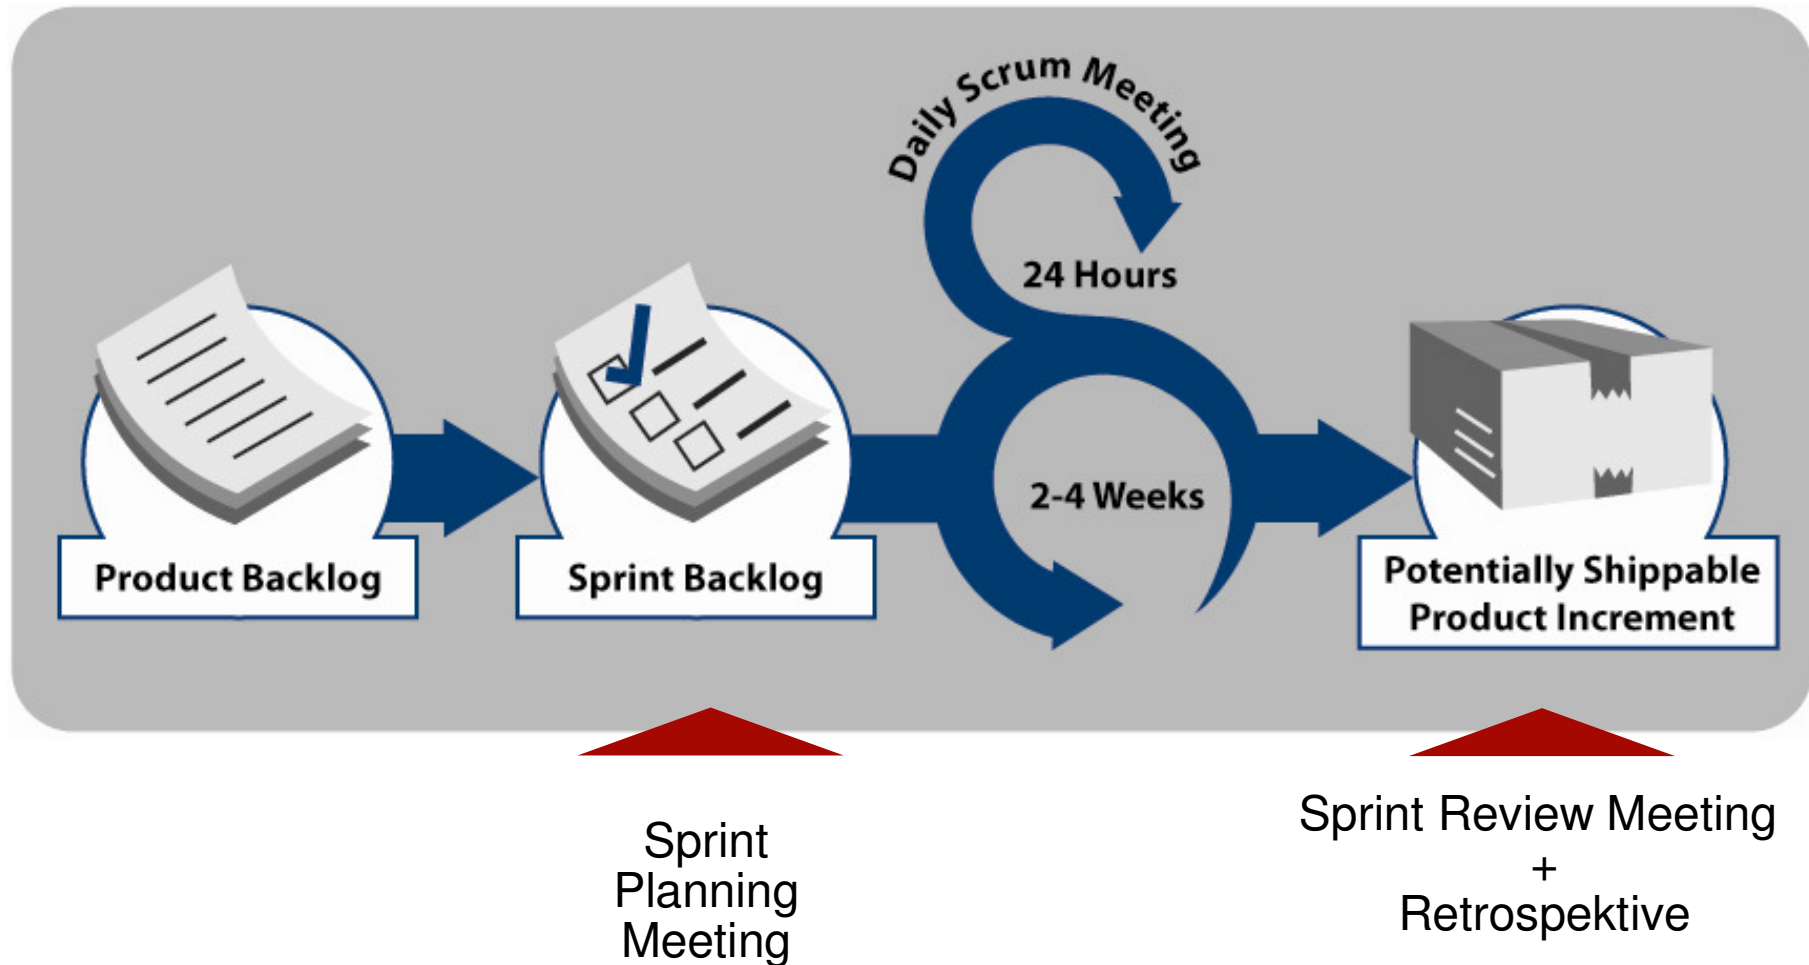 Daily Scrum Meeting
24 Hours
2-4 Weeks
Product Backlog
Sprint Backlog
Potentially Shippable
Product Increment
Sprint
Planning
Meeting
Sprint Review Meeting
+
Retrospektive